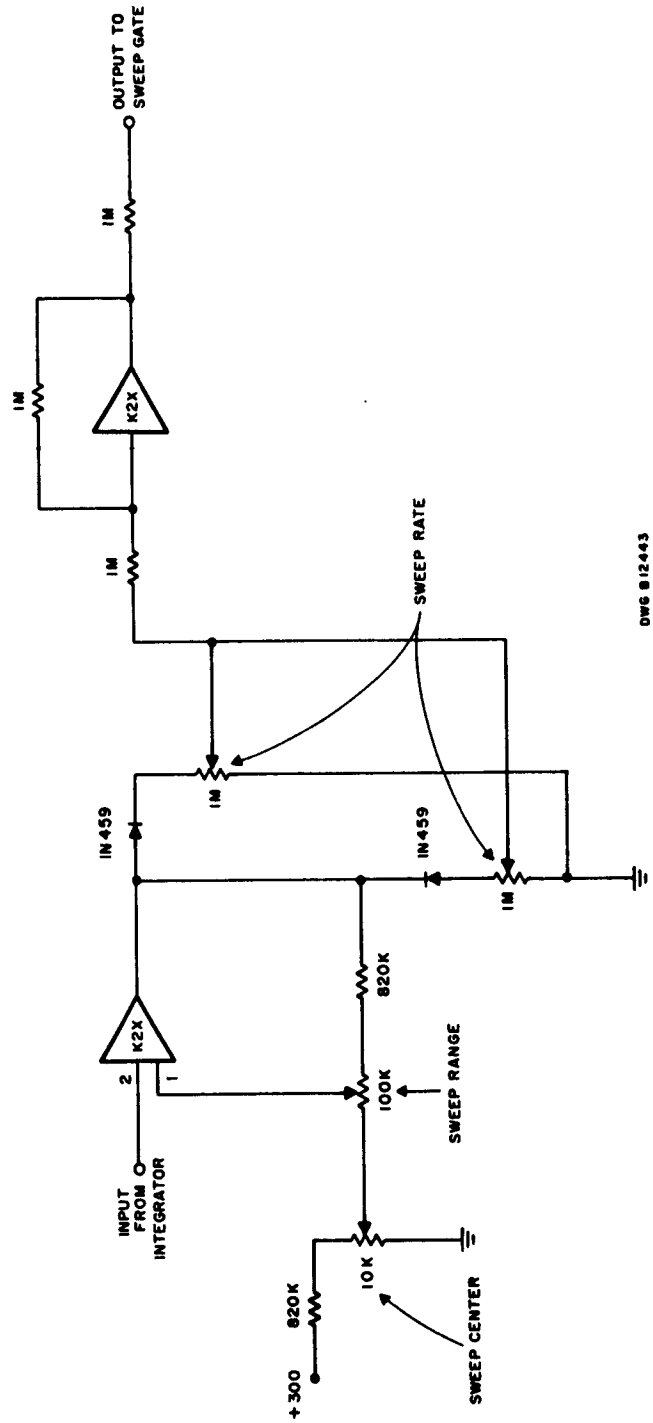 +300
820K
10K
SWEEP CENTER
INPUT
FROM
INTEGRATOR
2
1
K2X
100K
SWEEP RANGE
820K
1N459
1N459
1M
1M
SWEEP RATE
1M
1M
K2X
1M
OUTPUT TO
SWEEP GATE
DWG B12443